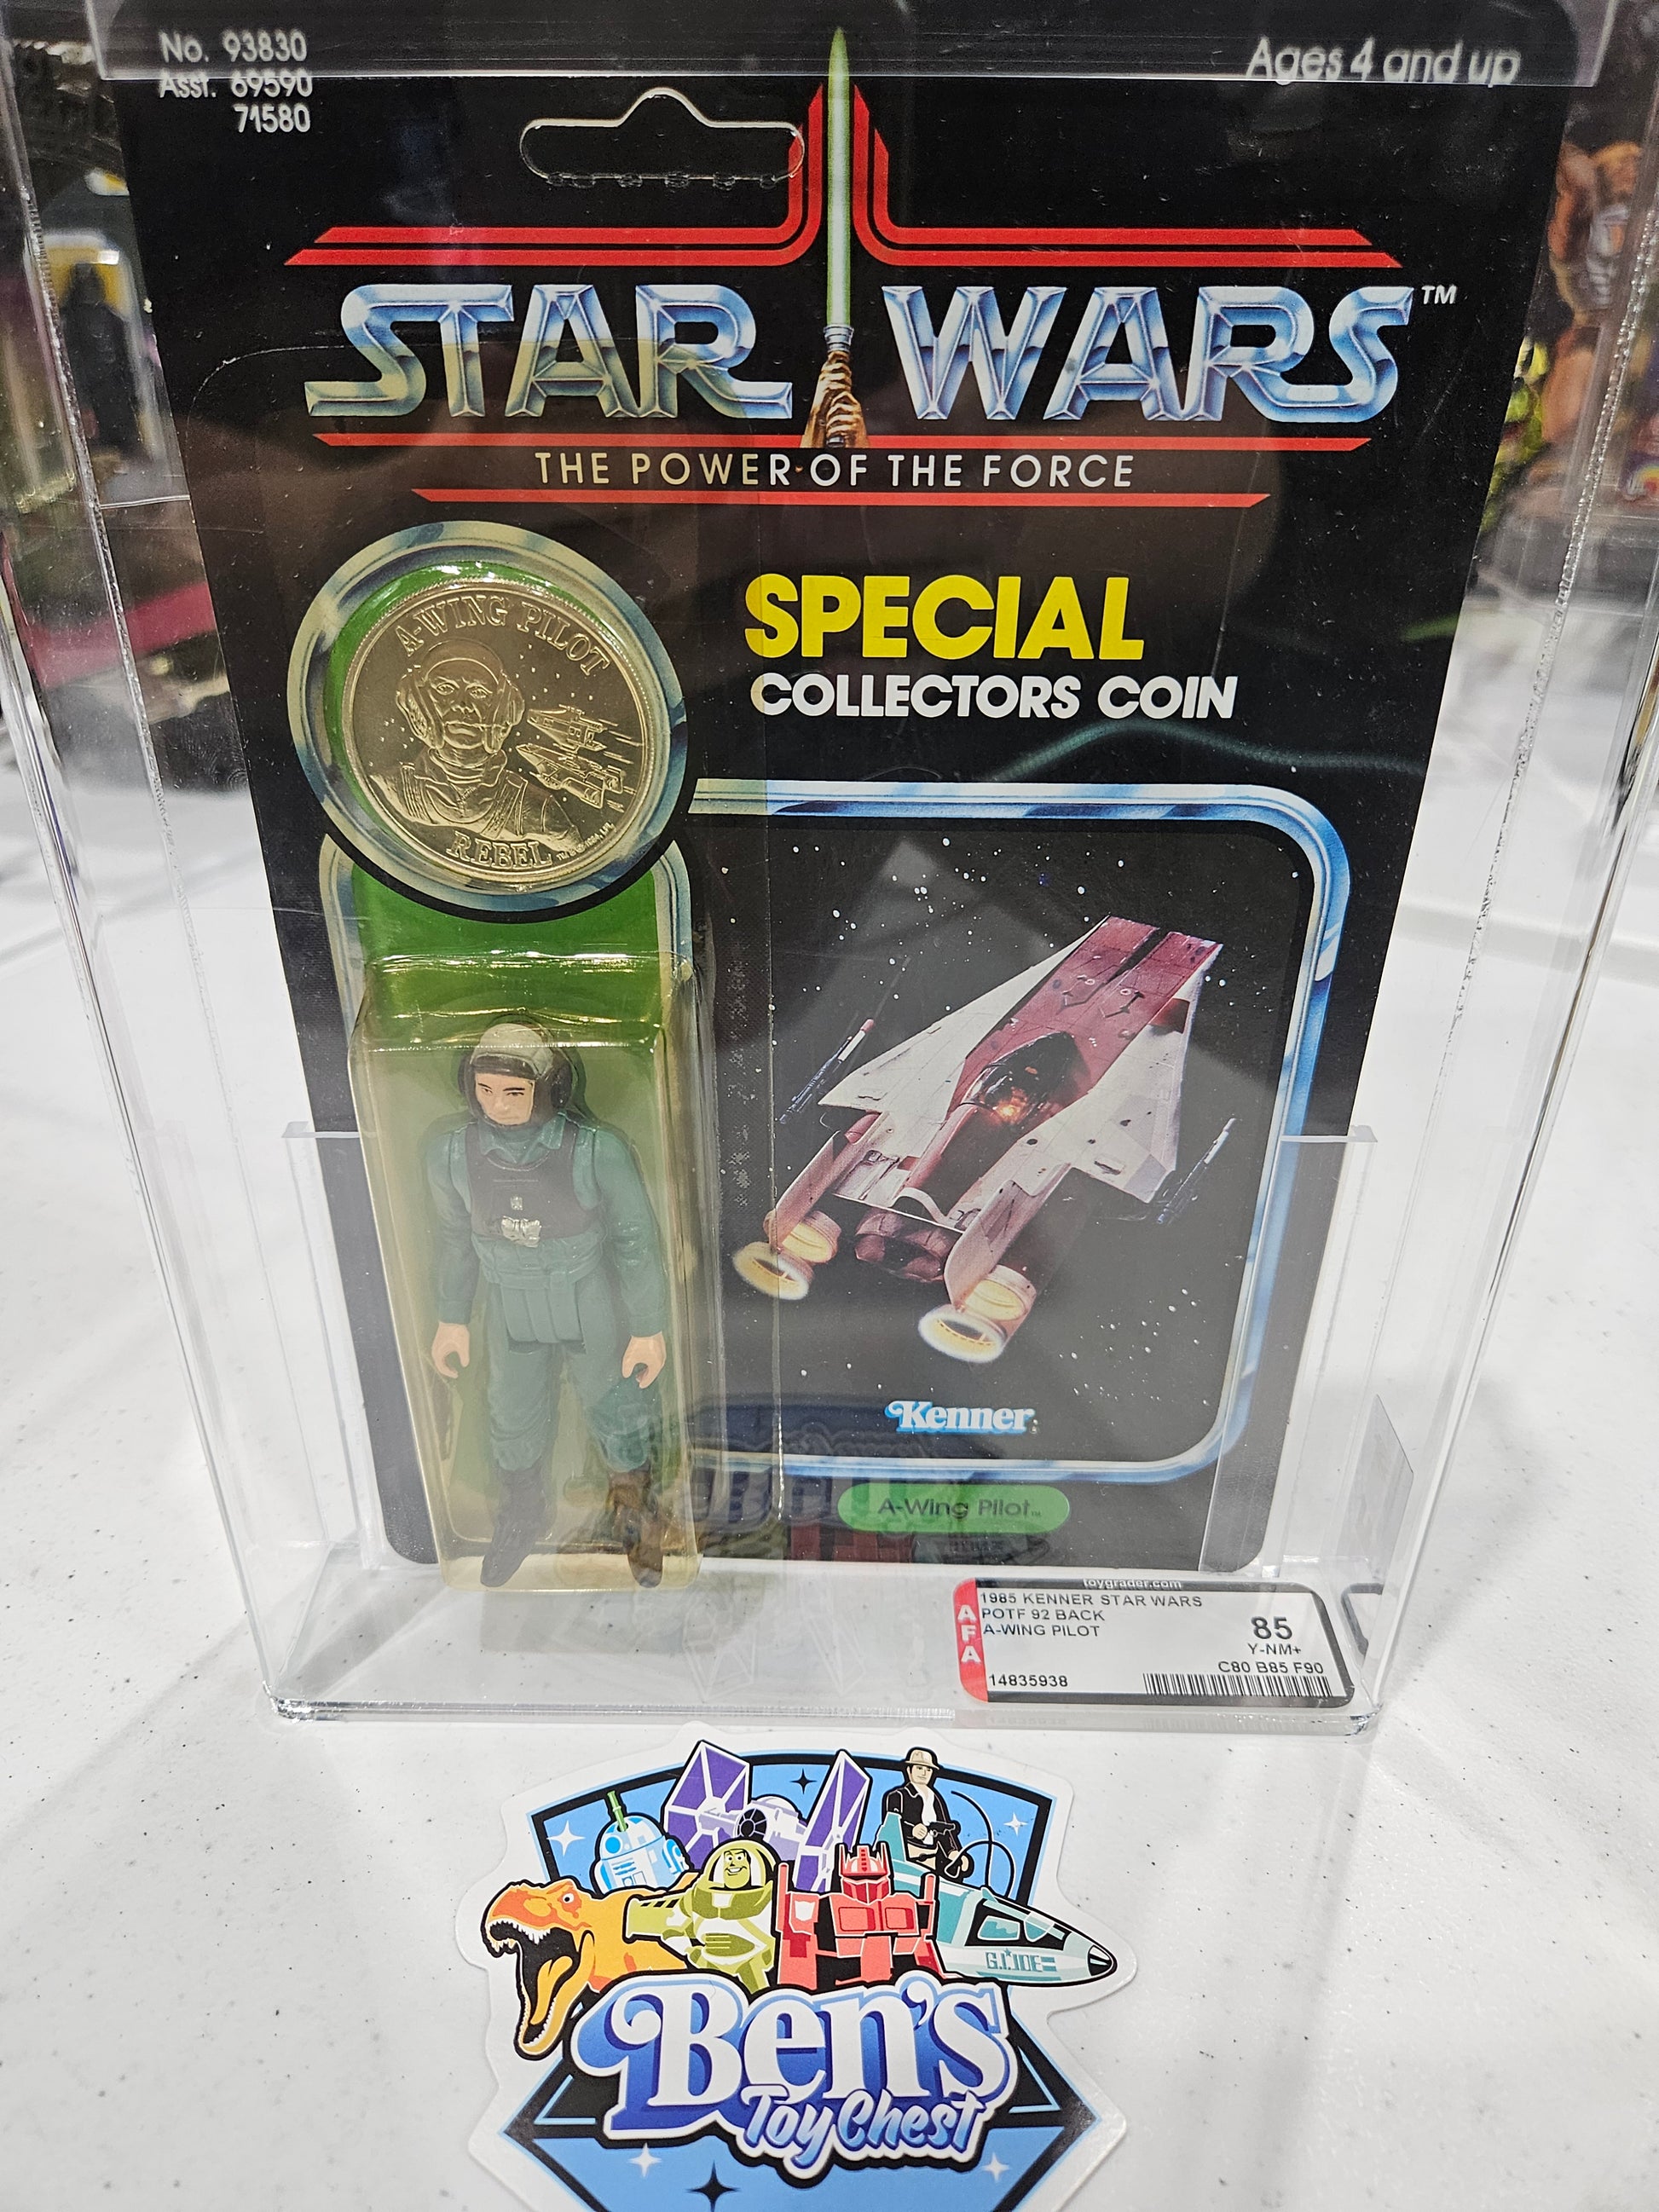 No. 93830
Asst. 69590
71580
Ages 4 and up
STAR WARS™
THE POWER OF THE FORCE
A-WING PILOT
REBEL
SPECIAL
COLLECTORS COIN
Kenner
A-Wing Pilot™
toygrader.com
AFA
1985 KENNER STAR WARS
POTF 92 BACK
A-WING PILOT
85
Y-NM+
C80 B85 F90
14835938
G.I. JOE
Ben's
Toy Chest